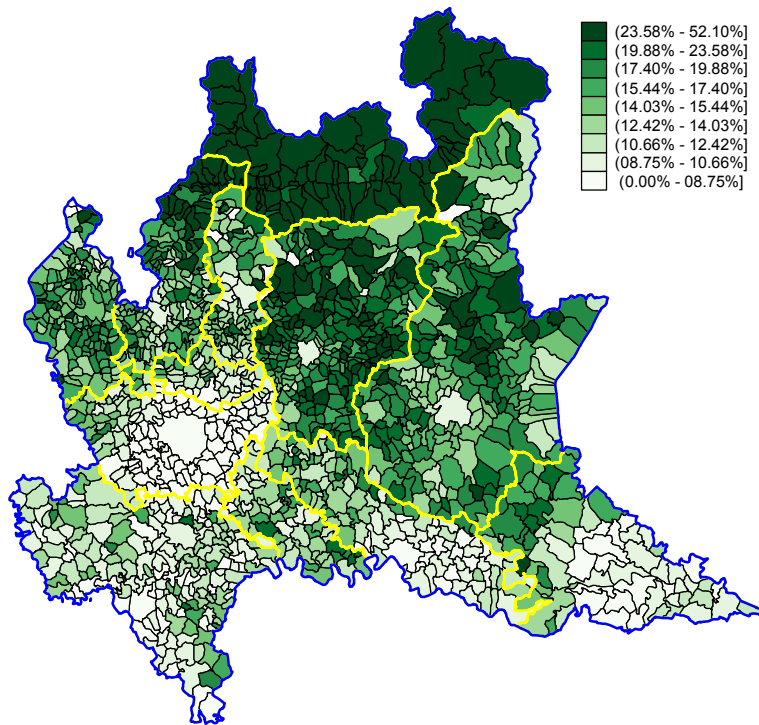 (23.58% - 52.10%]
(19.88% - 23.58%]
(17.40% - 19.88%]
(15.44% - 17.40%]
(14.03% - 15.44%]
(12.42% - 14.03%]
(10.66% - 12.42%]
(08.75% - 10.66%]
(0.00% - 08.75%]